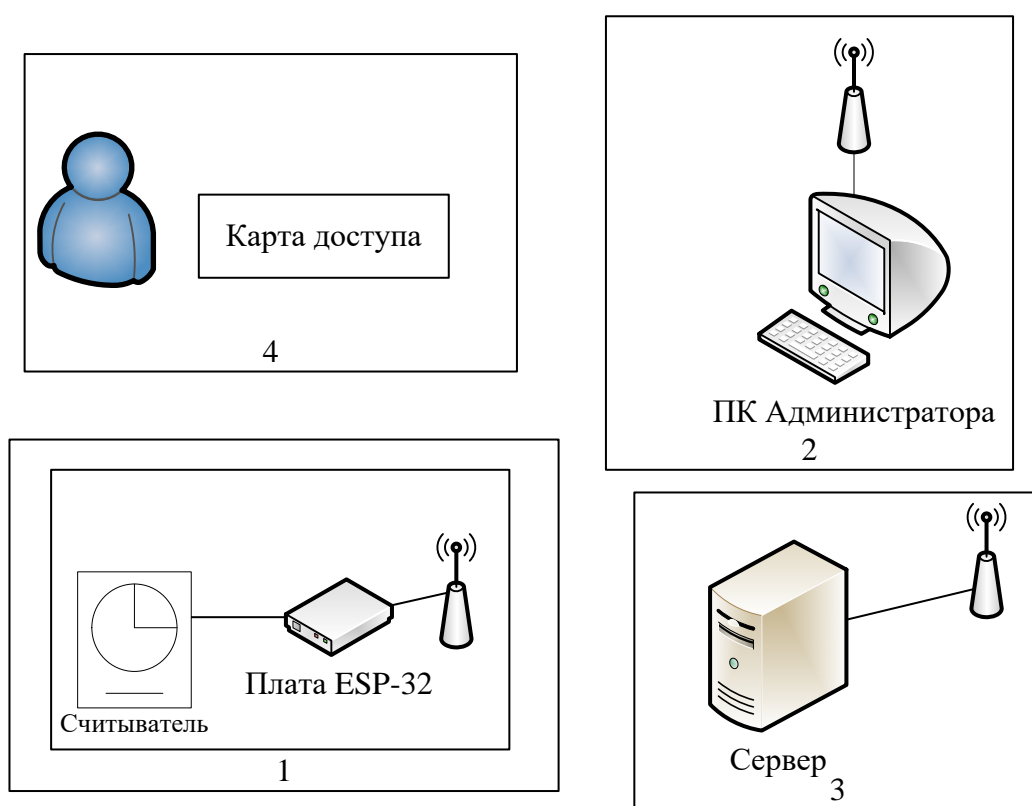 Карта доступа
4
ПК Администратора
2
Плата ESP-32
Считыватель
1
Сервер
3